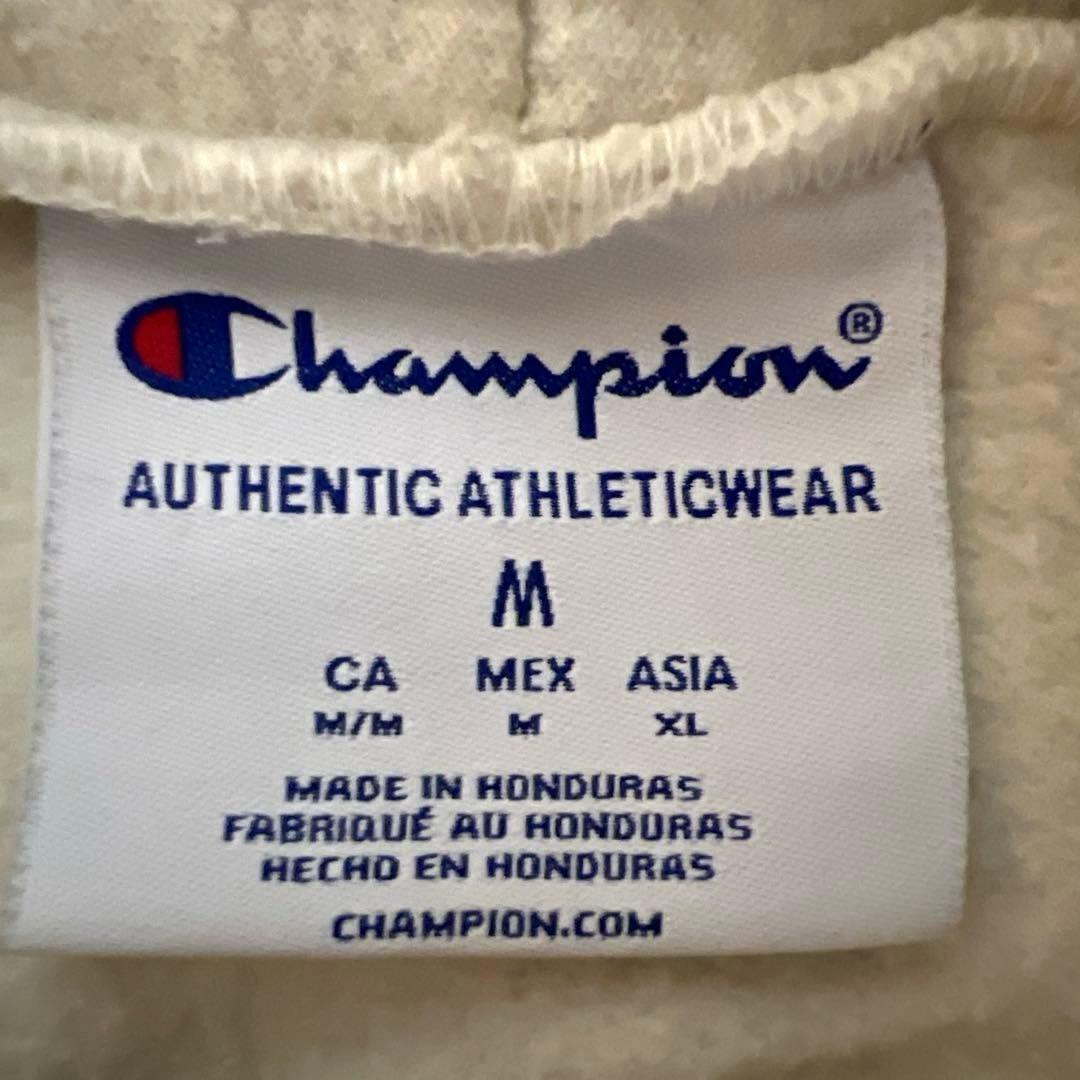 Champion®
AUTHENTIC ATHLETICWEAR
M
CA MEX ASIA
M/M M XL
MADE IN HONDURAS
FABRIQUÉ AU HONDURAS
HECHO EN HONDURAS
CHAMPION.COM